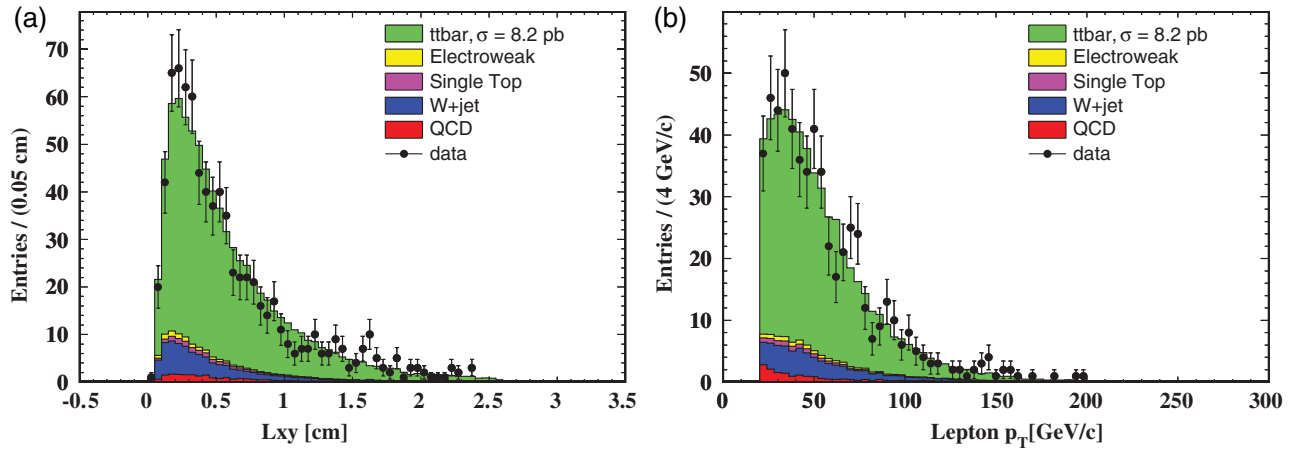 (a)
70
60
50
40
30
20
10
0
Entries / (0.05 cm)
-0.5 0 0.5 1 1.5 2 2.5 3 3.5
Lxy [cm]
ttbar, σ = 8.2 pb
Electroweak
Single Top
W+jet
QCD
data
(b)
50
40
30
20
10
0
Entries / (4 GeV/c)
0 50 100 150 200 250 300
Lepton pT[GeV/c]
ttbar, σ = 8.2 pb
Electroweak
Single Top
W+jet
QCD
data